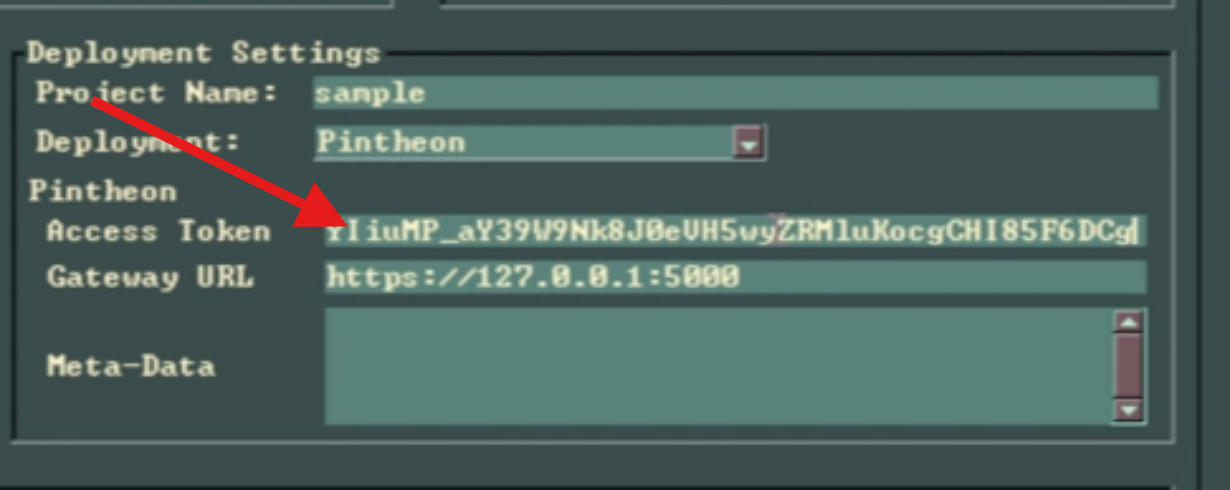 Deployment Settings
Project Name: sample
Deployment: Pintheon
Pintheon
Access Token YIiuMP_aY39W9Nk8J0eVH5wyZRMluKocgCHI85F6DCg
Gateway URL https://127.0.0.1:5000
Meta-Data